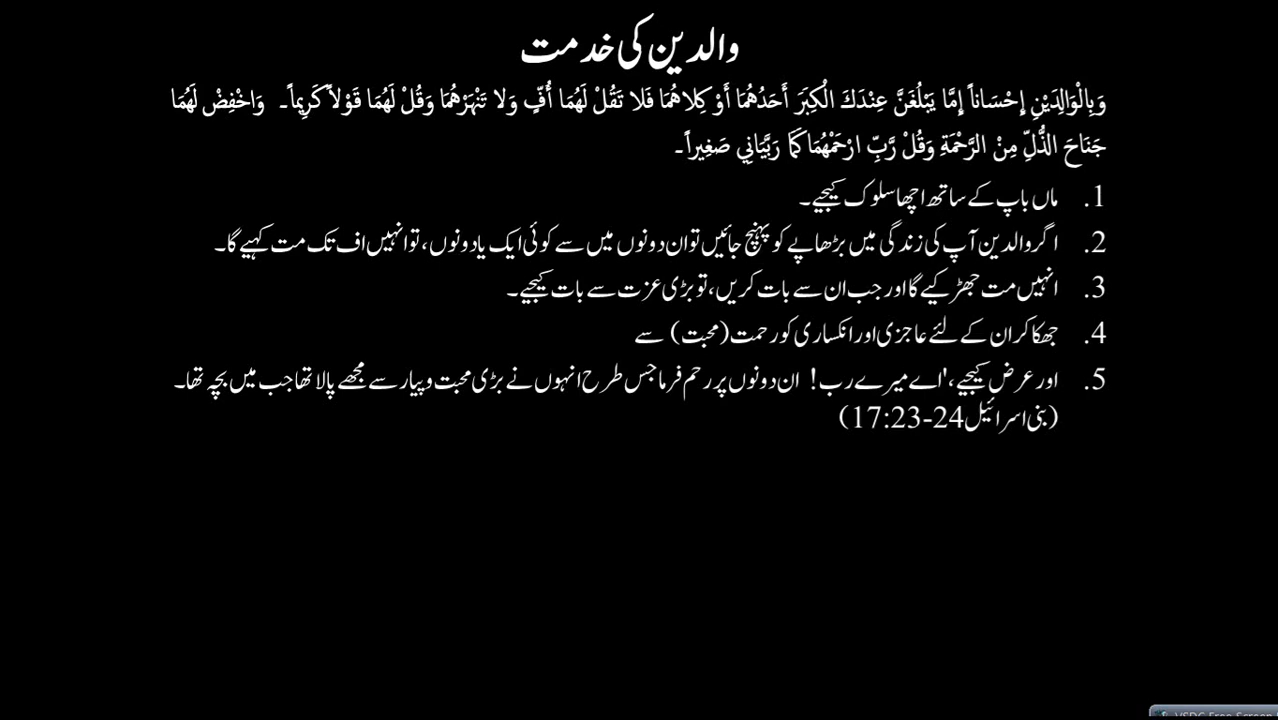 والدین کی خدمت
وَبِالْوَالِدَيْنِ إِحْسَاناً إِمَّا يَبْلُغَنَّ عِنْدَكَ الْكِبَرَ أَحَدُهُمَا أَوْ كِلاهُمَا فَلا تَقُلْ لَهُمَا أُفٍّ وَلا تَنْهَرْهُمَا وَقُلْ لَهُمَا قَوْلاً كَرِيماً۔ وَاخْفِضْ لَهُمَا
جَنَاحَ الذُّلِّ مِنْ الرَّحْمَةِ وَقُلْ رَّبِّ ارْحَمْهُمَا كَمَا رَبَّيَانِي صَغِيراً۔
1. ماں باپ کے ساتھ اچھا سلوک کیجیے۔
2. اگر والدین آپ کی زندگی میں بڑھاپے کو پہنچ جائیں تو ان دونوں میں سے کوئی ایک یا دونوں، تو انہیں اف تک مت کہیے گا۔
3. انہیں مت جھڑکیے گا اور جب ان سے بات کریں، تو بڑی عزت سے بات کیجیے۔
4. جھکا کر ان کے لئے عاجزی اور انکساری کو رحمت (محبت) سے
5. اور عرض کیجیے، 'اے میرے رب! ان دونوں پر رحم فرما جس طرح انہوں نے بڑی محبت و پیار سے مجھے پالا تھا جب میں بچہ تھا۔
(بنی اسرائیل 24-17:23)
VSDC Free Screen